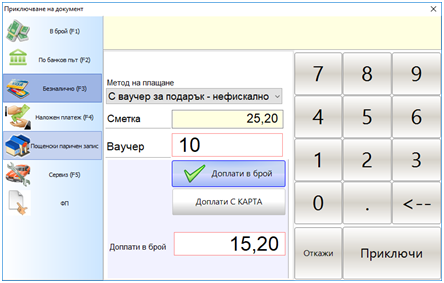 Приключване на документ
В брой (F1)
По банков път (F2)
Безналично (F3)
Наложен платеж (F4)
Пощенски паричен запис
Сервиз (F5)
ФП
Метод на плащане
С ваучер за подарък - нефискално
Сметка
25,20
Ваучер
10
Доплати в брой
Доплати С КАРТА
Доплати в брой
15,20
7 8 9
4 5 6
1 2 3
0 . <--
Откажи
Приключи